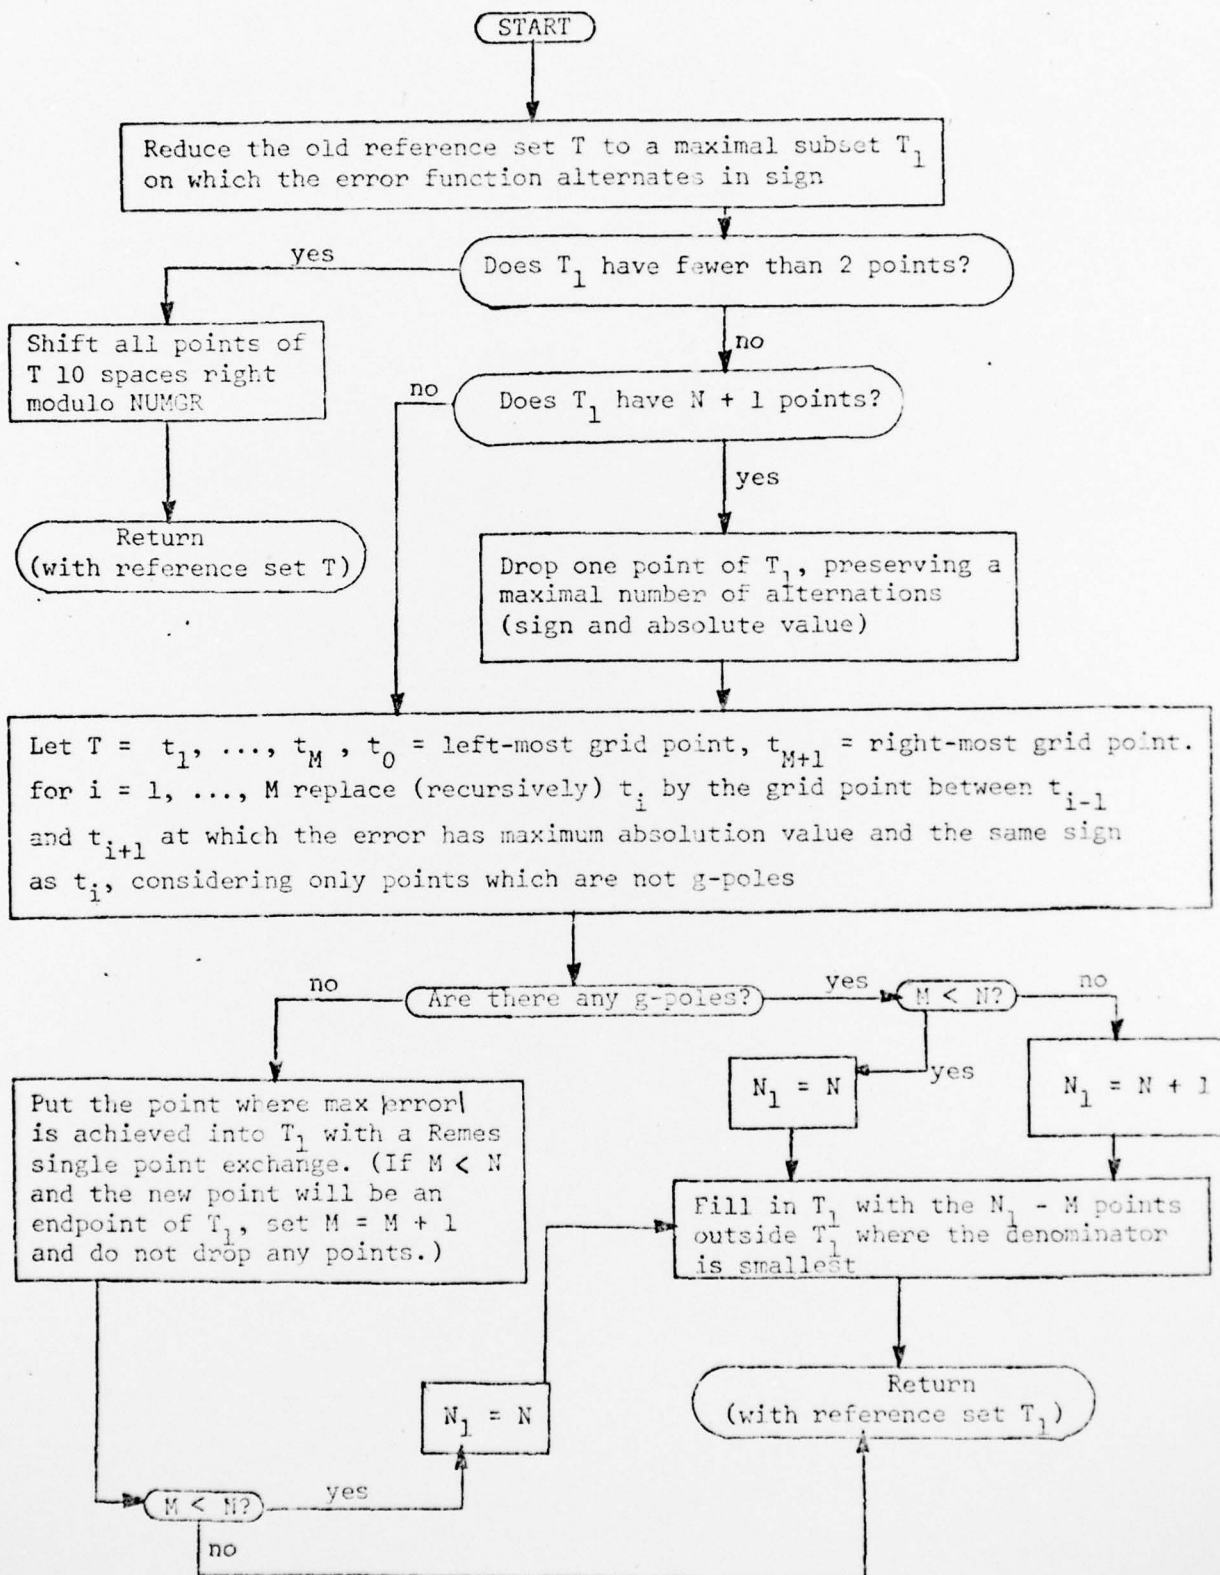 START
Reduce the old reference set T to a maximal subset T1
on which the error function alternates in sign
yes
Does T1 have fewer than 2 points?
Shift all points of
T 10 spaces right
modulo NUMGR
no
no
Does T1 have N + 1 points?
yes
Return
(with reference set T)
Drop one point of T1, preserving a
maximal number of alternations
(sign and absolute value)
Let T = t1, ..., tM , t0 = left-most grid point, tM+1 = right-most grid point.
for i = 1, ..., M replace (recursively) ti by the grid point between ti-1
and ti+1 at which the error has maximum absolution value and the same sign
as ti, considering only points which are not g-poles
no
Are there any g-poles?
yes
M < N?
no
yes
N1 = N
N1 = N + 1
Put the point where max |error|
is achieved into T1 with a Remes
single point exchange. (If M < N
and the new point will be an
endpoint of T1, set M = M + 1
and do not drop any points.)
Fill in T1 with the N1 - M points
outside T1 where the denominator
is smallest
N1 = N
Return
(with reference set T1)
M < N?
yes
no